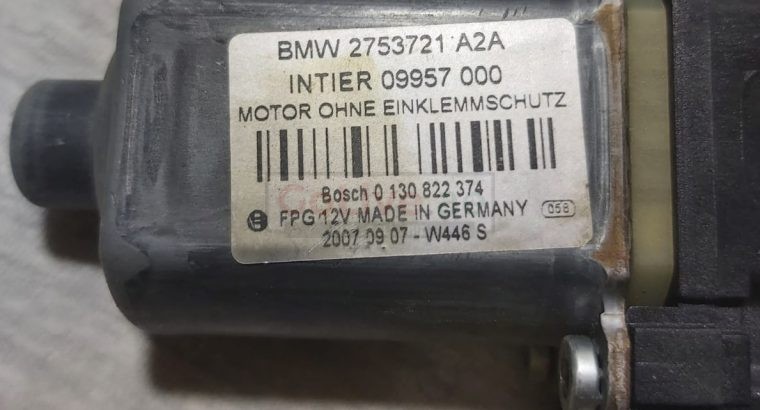 BMW 2753721 A2A
INTIER 09957 000
MOTOR OHNE EINKLEMMSCHUTZ
Bosch 0 130 822 374
FPG 12V MADE IN GERMANY 058
2007 09 07 - W446 S